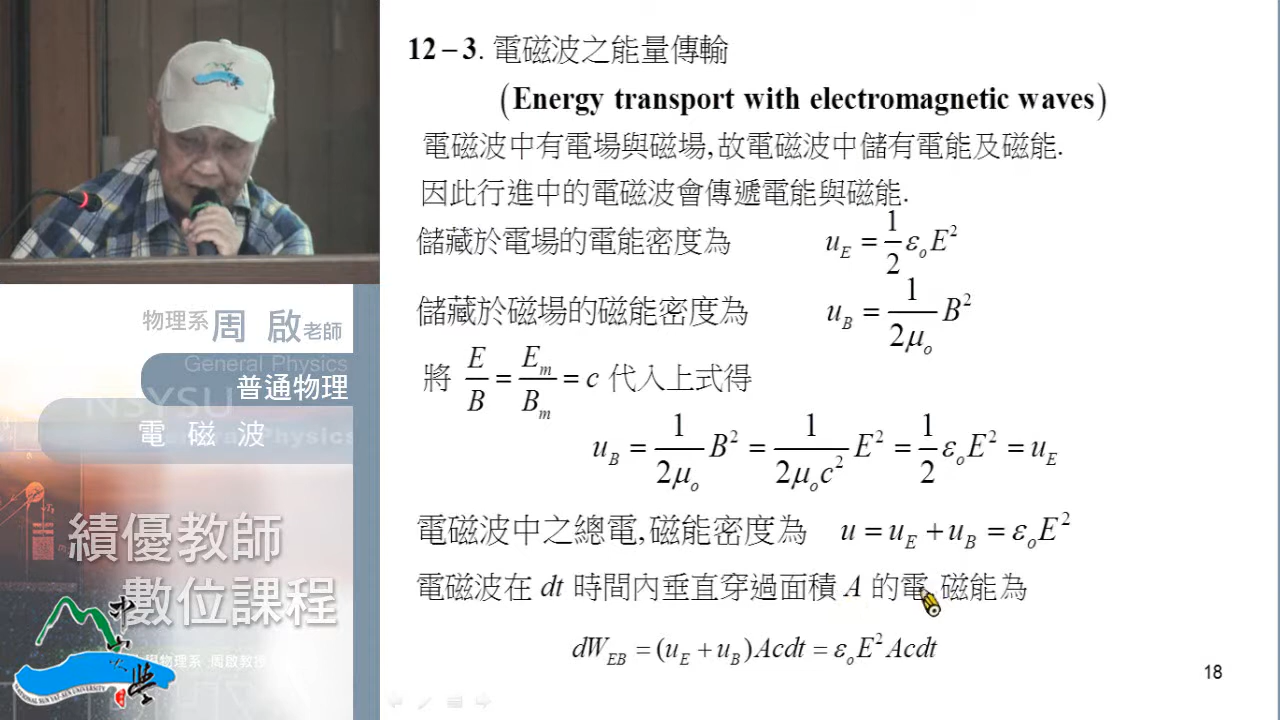 12－3. 電磁波之能量傳輸
(Energy transport with electromagnetic waves)
電磁波中有電場與磁場,故電磁波中儲有電能及磁能.
因此行進中的電磁波會傳遞電能與磁能.
儲藏於電場的電能密度為 u_E = 1/2 ε_o E^2
儲藏於磁場的磁能密度為 u_B = 1/(2μ_o) B^2
將 E/B = E_m/B_m = c 代入上式得
u_B = 1/(2μ_o) B^2 = 1/(2μ_o c^2) E^2 = 1/2 ε_o E^2 = u_E
電磁波中之總電,磁能密度為 u = u_E + u_B = ε_o E^2
電磁波在 dt 時間內垂直穿過面積 A 的電 磁能為
dW_EB = (u_E + u_B)Acdt = ε_o E^2 Acdt
18
物理系 周 啟 老師
General Physics
普通物理
NSYSU
電 磁 波
績優教師
數位課程
NATIONAL SUN YAT-SEN UNIVERSITY